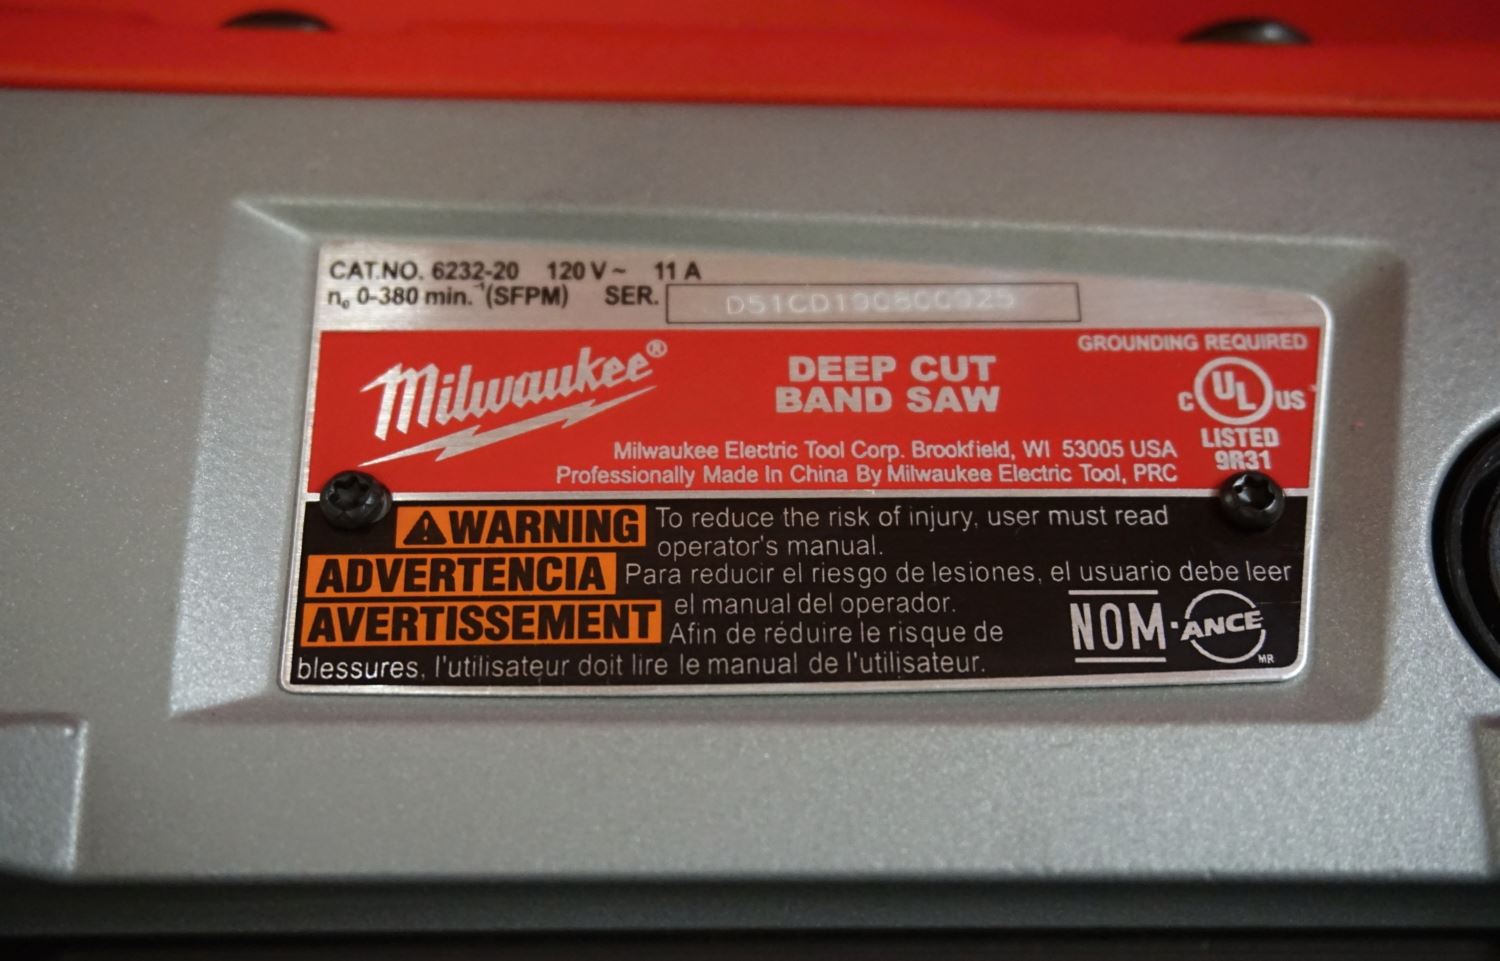 CAT.NO. 6232-20 120 V ~ 11 A
n₀ 0-380 min.⁻¹ (SFPM) SER.
GROUNDING REQUIRED
Milwaukee®
DEEP CUT
BAND SAW
C UL US
LISTED
9R31
Milwaukee Electric Tool Corp. Brookfield, WI 53005 USA
Professionally Made In China By Milwaukee Electric Tool, PRC
WARNING To reduce the risk of injury, user must read
operator's manual.
ADVERTENCIA Para reducir el riesgo de lesiones, el usuario debe leer
el manual del operador.
AVERTISSEMENT Afin de réduire le risque de
blessures, l'utilisateur doit lire le manual de l'utilisateur.
NOM·ANCE
MR